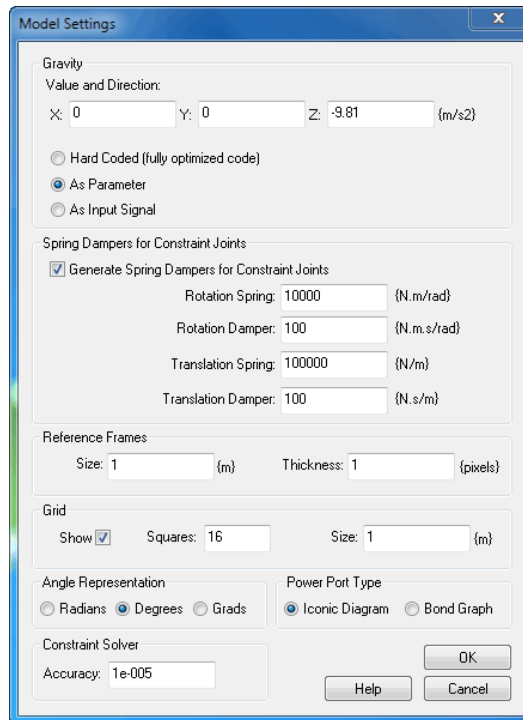 Model Settings
x
Gravity
Value and Direction:
X: 0 Y: 0 Z: -9.81 {m/s2}
Hard Coded (fully optimized code)
As Parameter
As Input Signal
Spring Dampers for Constraint Joints
Generate Spring Dampers for Constraint Joints
Rotation Spring: 10000 {N.m/rad}
Rotation Damper: 100 {N.m.s/rad}
Translation Spring: 100000 {N/m}
Translation Damper: 100 {N.s/m}
Reference Frames
Size: 1 {m} Thickness: 1 {pixels}
Grid
Show Squares: 16 Size: 1 {m}
Angle Representation Power Port Type
Radians Degrees Grads Iconic Diagram Bond Graph
Constraint Solver
Accuracy: 1e-005
OK
Help Cancel